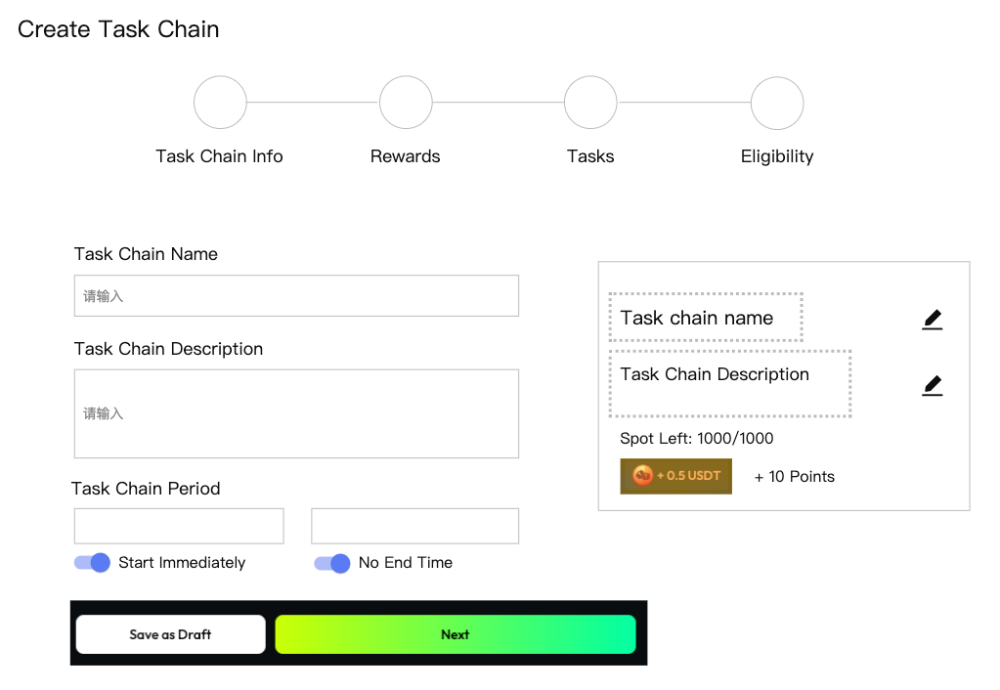 Create Task Chain
Task Chain Info
Rewards
Tasks
Eligibility
Task Chain Name
请输入
Task Chain Description
请输入
Task Chain Period
Start Immediately
No End Time
Save as Draft
Next
Task chain name
Task Chain Description
Spot Left: 1000/1000
+ 0.5 USDT
+ 10 Points